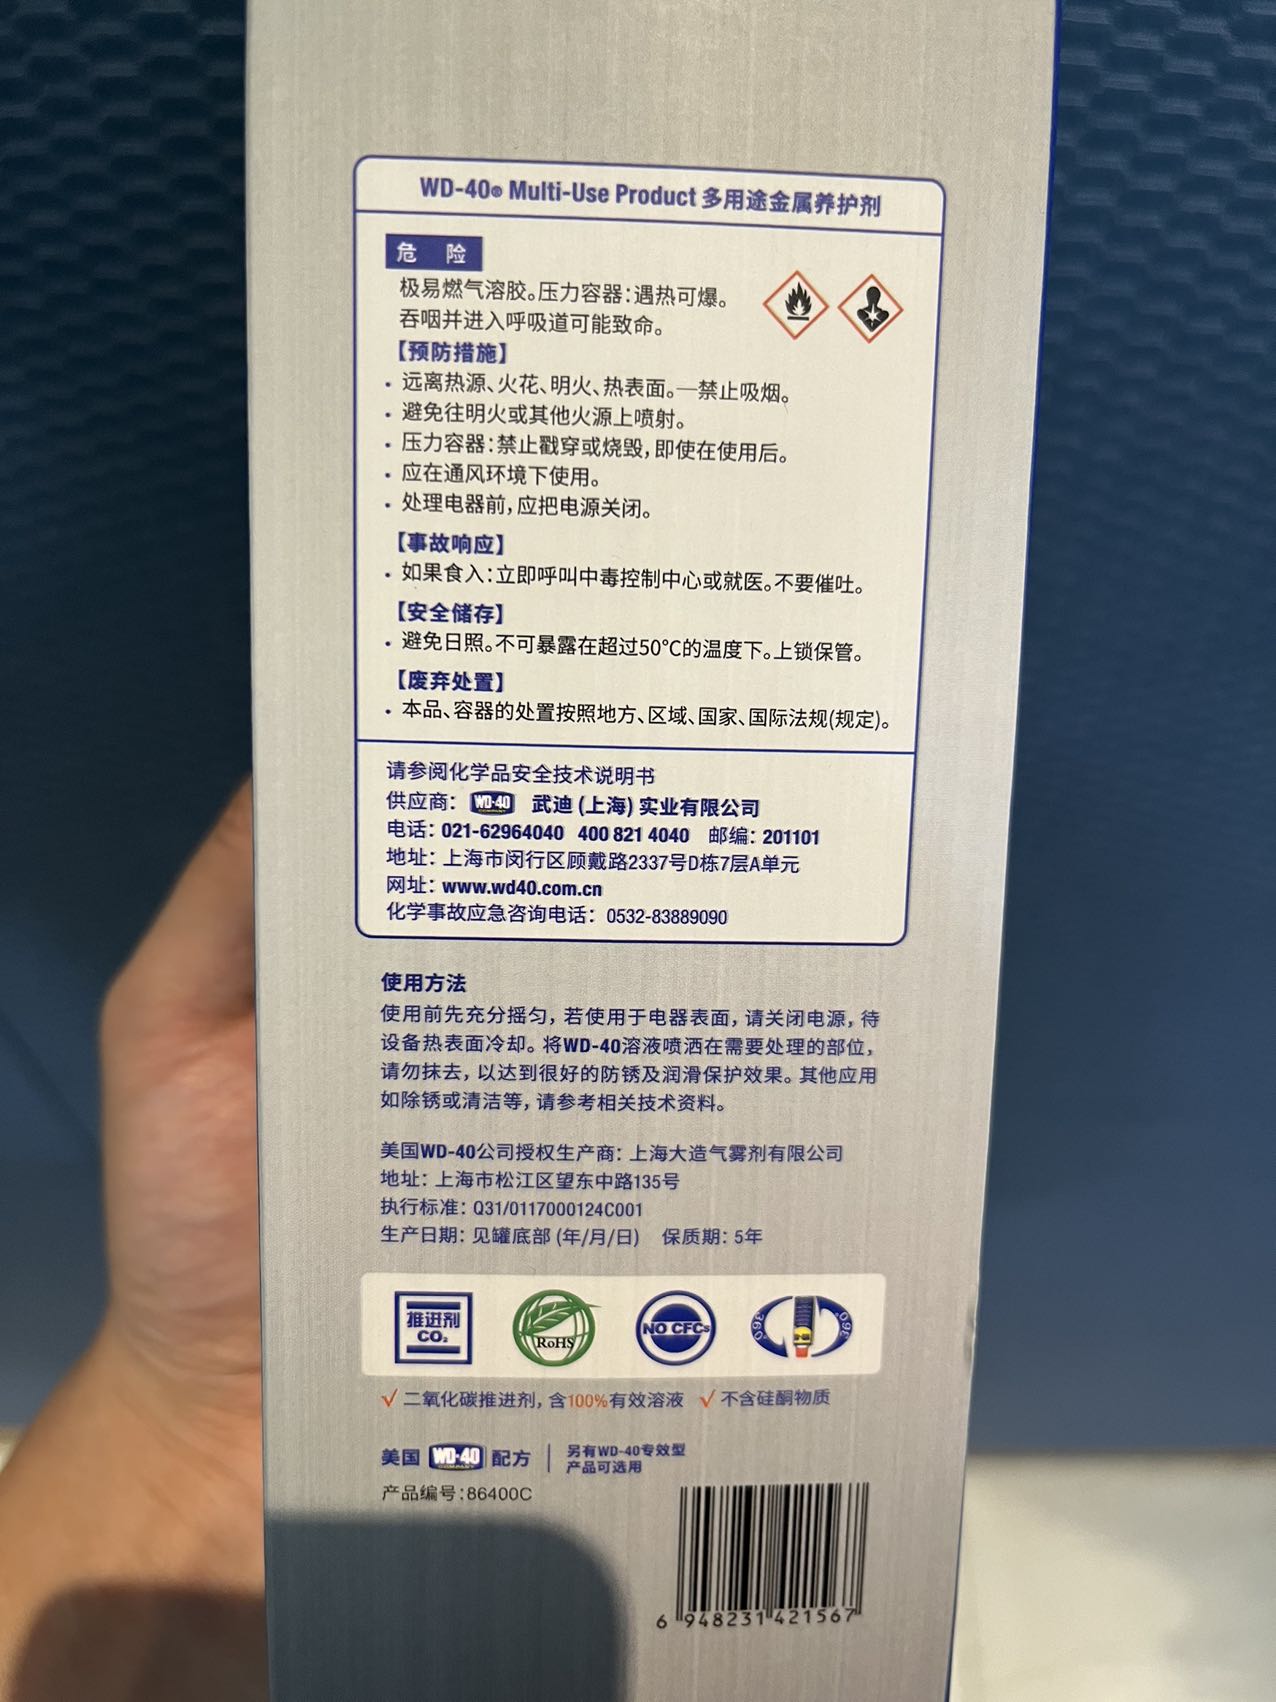 WD-40® Multi-Use Product 多用途金属养护剂
危 险
极易燃气溶胶。压力容器：遇热可爆。
吞咽并进入呼吸道可能致命。
【预防措施】
· 远离热源、火花、明火、热表面。—禁止吸烟。
· 避免往明火或其他火源上喷射。
· 压力容器：禁止戳穿或烧毁，即使在使用后。
· 应在通风环境下使用。
· 处理电器前，应把电源关闭。
【事故响应】
· 如果食入：立即呼叫中毒控制中心或就医。不要催吐。
【安全储存】
· 避免日照。不可暴露在超过50°C的温度下。上锁保管。
【废弃处置】
· 本品、容器的处置按照地方、区域、国家、国际法规(规定)。
请参阅化学品安全技术说明书
供应商： WD-40 COMPANY 武迪 (上海) 实业有限公司
电话：021-62964040 400 821 4040 邮编：201101
地址：上海市闵行区顾戴路2337号D栋7层A单元
网址：www.wd40.com.cn
化学事故应急咨询电话：0532-83889090
使用方法
使用前先充分摇匀，若使用于电器表面，请关闭电源，待
设备热表面冷却。将WD-40溶液喷洒在需要处理的部位，
请勿抹去，以达到很好的防锈及润滑保护效果。其他应用
如除锈或清洁等，请参考相关技术资料。
美国WD-40公司授权生产商：上海大造气雾剂有限公司
地址：上海市松江区望东中路135号
执行标准：Q31/0117000124C001
生产日期：见罐底部 (年/月/日) 保质期：5年
推进剂
CO₂
RoHS
NO CFCs
360°
360°
√ 二氧化碳推进剂，含100%有效溶液 √ 不含硅酮物质
美国 WD-40 COMPANY 配方
另有WD-40专效型
产品可选用
产品编号：86400C
6 948231 421567